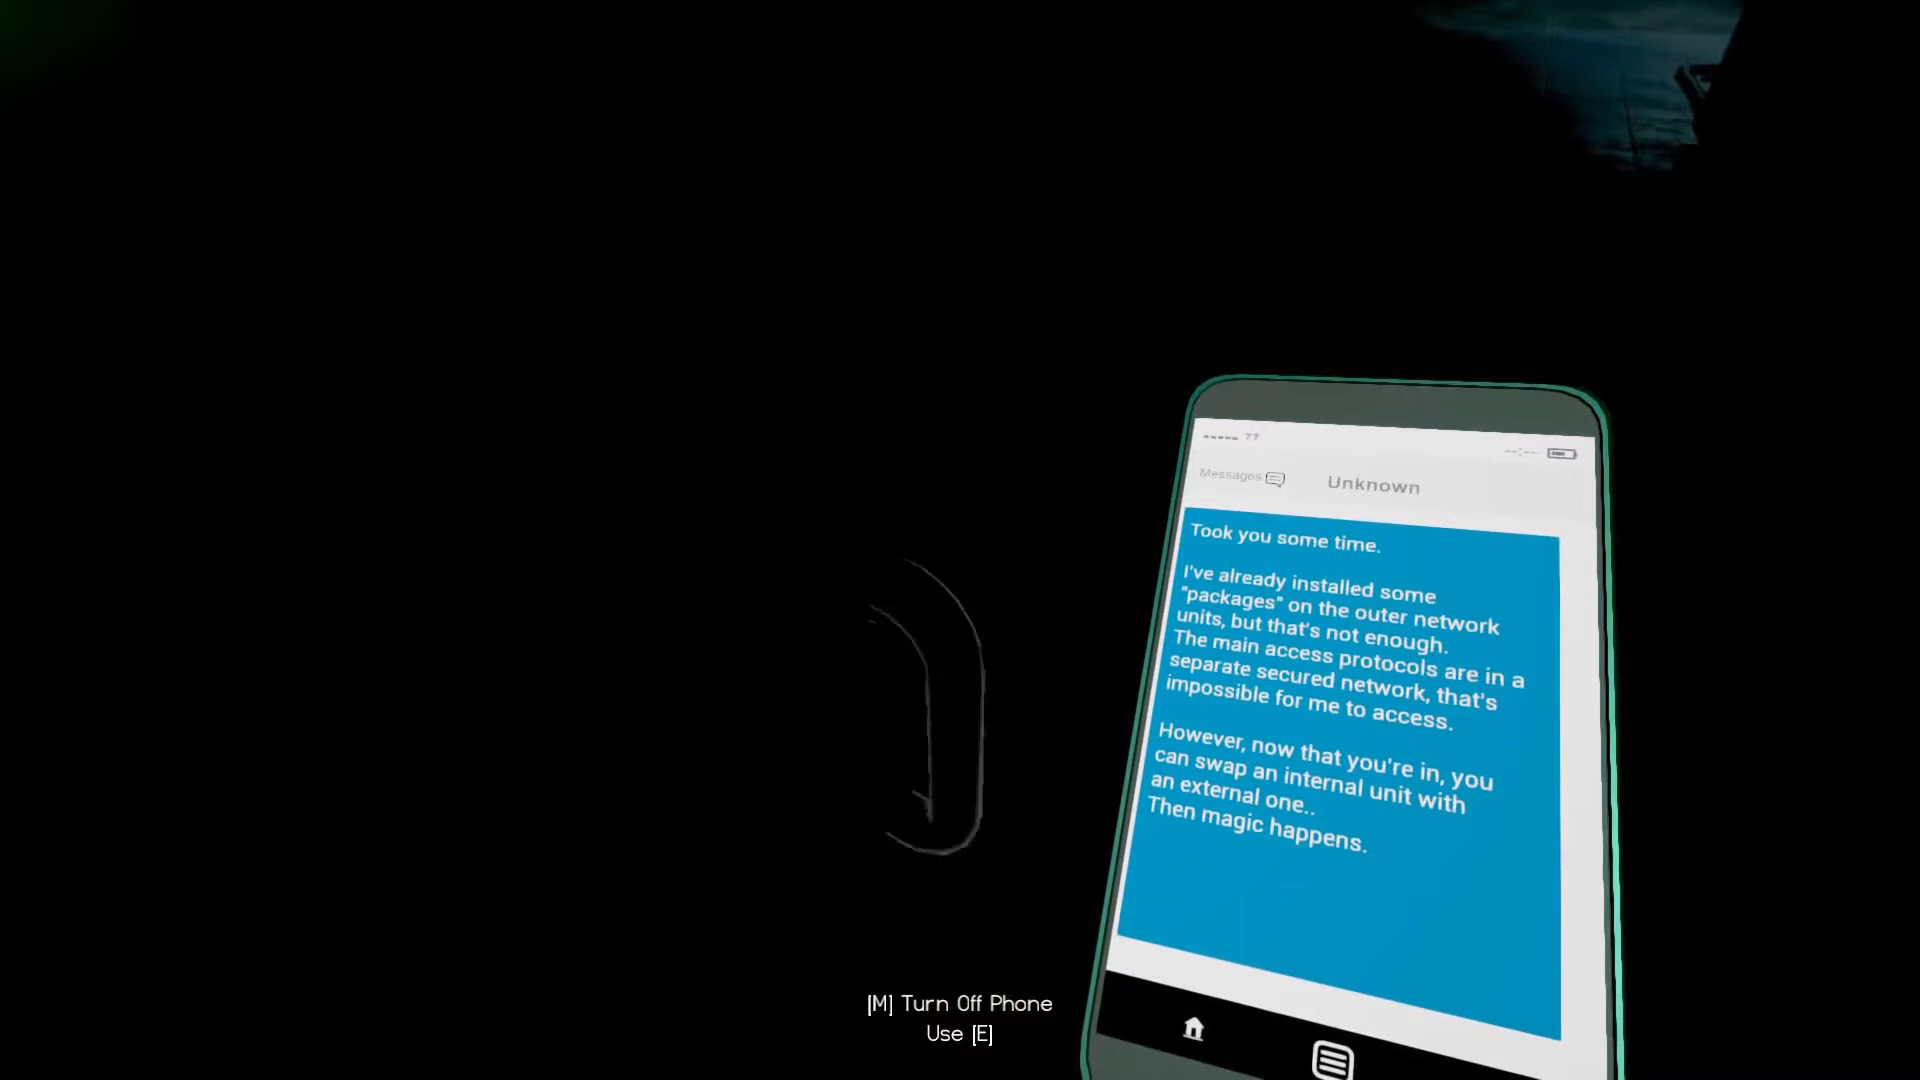 ??
--:--
Messages
Unknown
Took you some time.
I've already installed some
"packages" on the outer network
units, but that's not enough.
The main access protocols are in a
separate secured network, that's
impossible for me to access.
However, now that you're in, you
can swap an internal unit with
an external one..
Then magic happens.
[M] Turn Off Phone
Use [E]